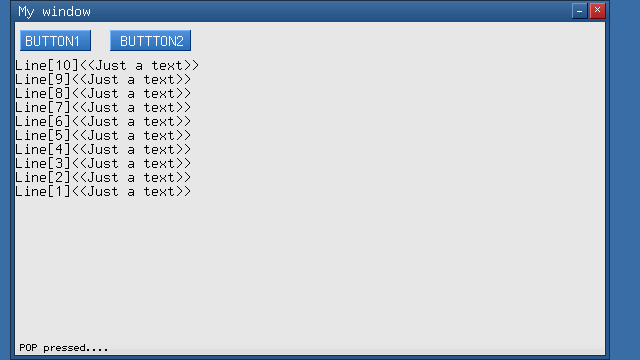 My window
BUTTON1 BUTTTON2
Line[10]<<Just a text>>
Line[9]<<Just a text>>
Line[8]<<Just a text>>
Line[7]<<Just a text>>
Line[6]<<Just a text>>
Line[5]<<Just a text>>
Line[4]<<Just a text>>
Line[3]<<Just a text>>
Line[2]<<Just a text>>
Line[1]<<Just a text>>
POP pressed....